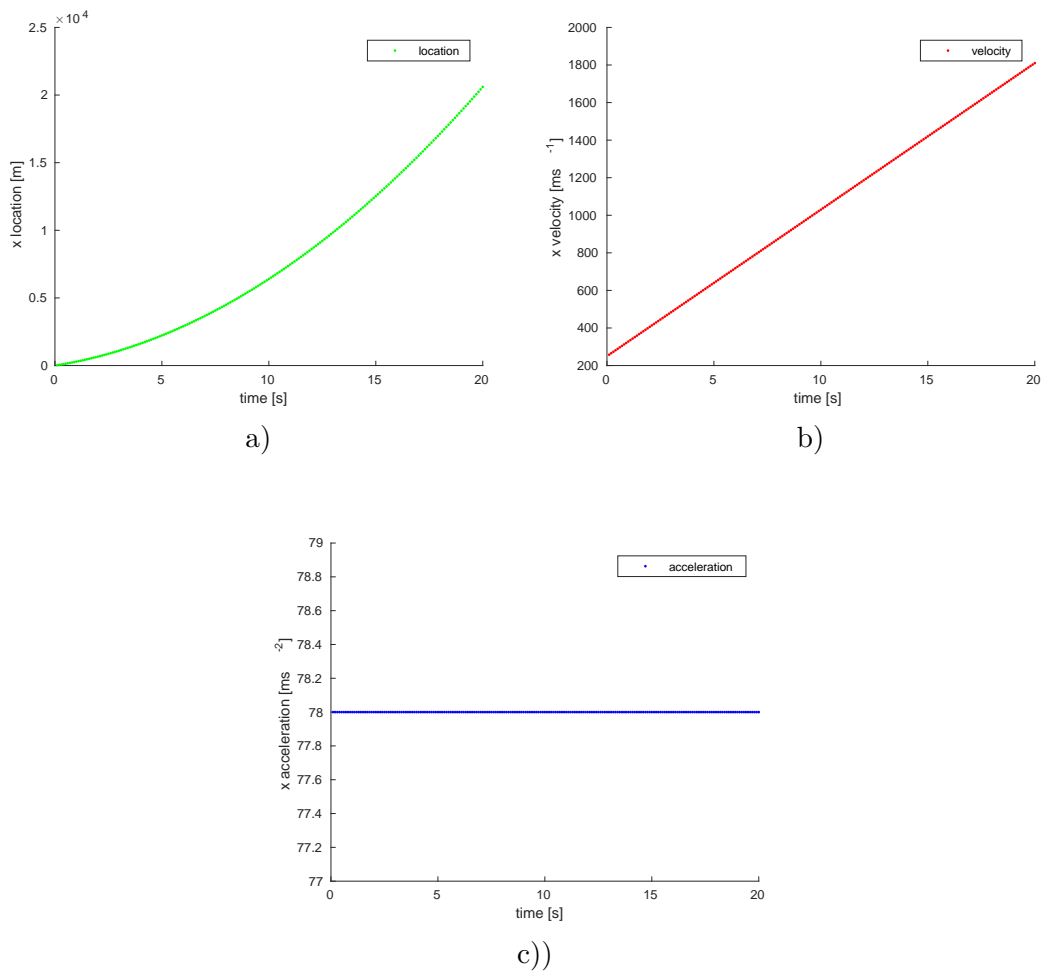 ×10^4
2.5
2
1.5
1
0.5
0
0 5 10 15 20
x location [m]
time [s]
location
a)
2000
1800
1600
1400
1200
1000
800
600
400
200
0 5 10 15 20
x velocity [ms^-1]
time [s]
velocity
b)
79
78.8
78.6
78.4
78.2
78
77.8
77.6
77.4
77.2
77
0 5 10 15 20
x acceleration [ms^-2]
time [s]
acceleration
c))